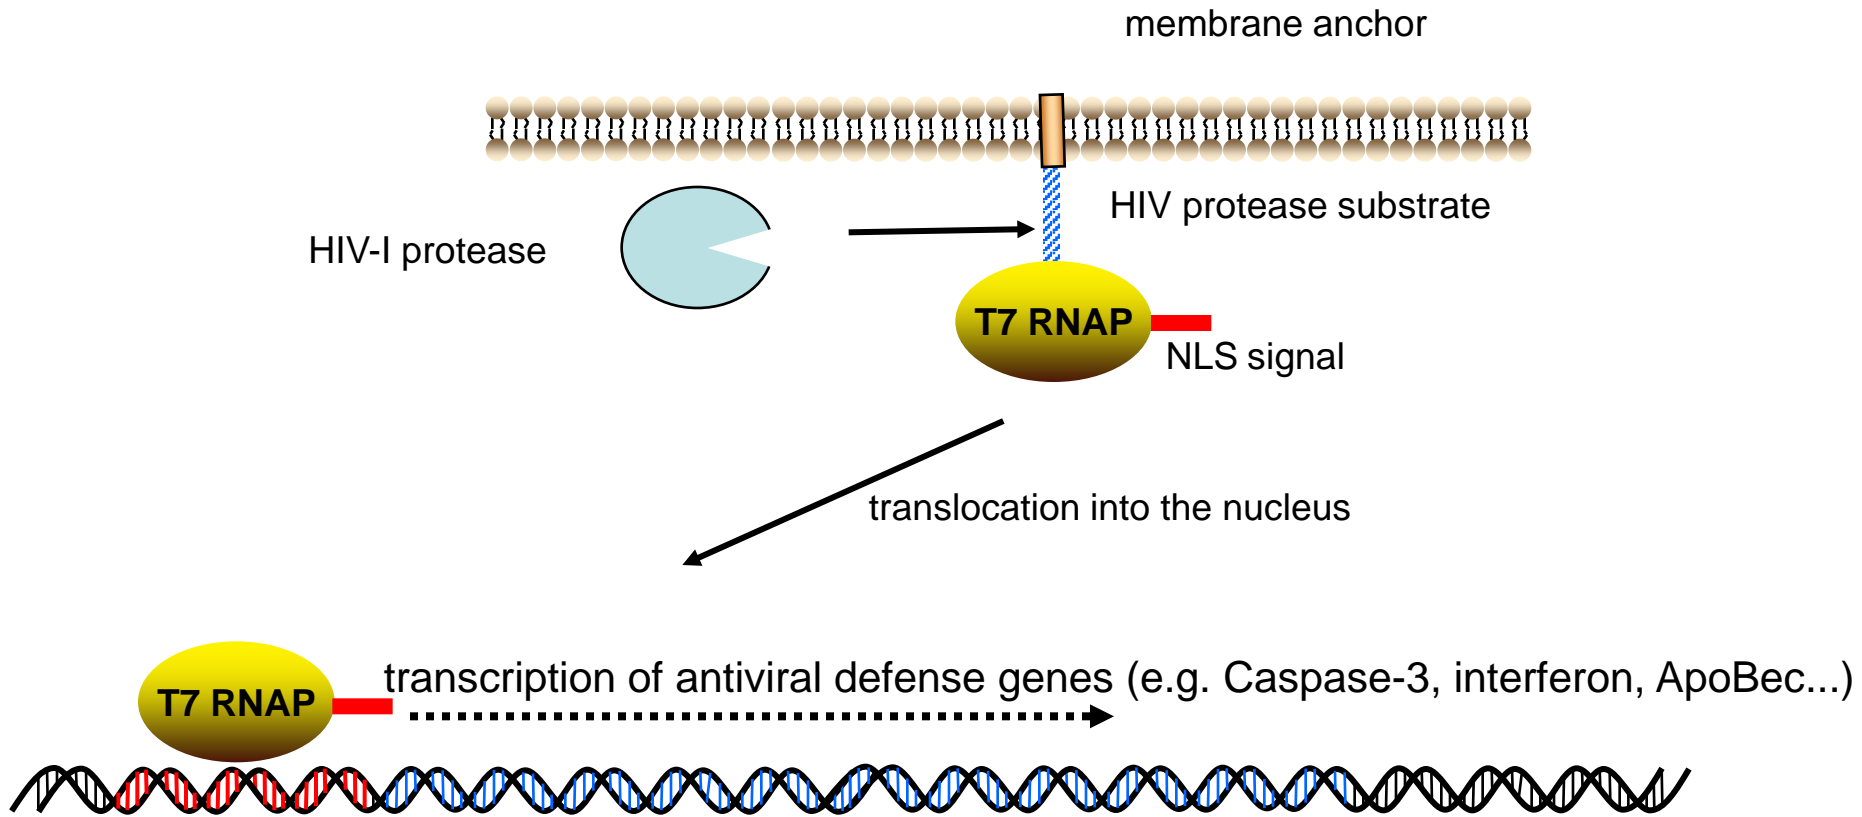 membrane anchor
HIV protease substrate
HIV-I protease
T7 RNAP
NLS signal
translocation into the nucleus
transcription of antiviral defense genes (e.g. Caspase-3, interferon, ApoBec...)
T7 RNAP